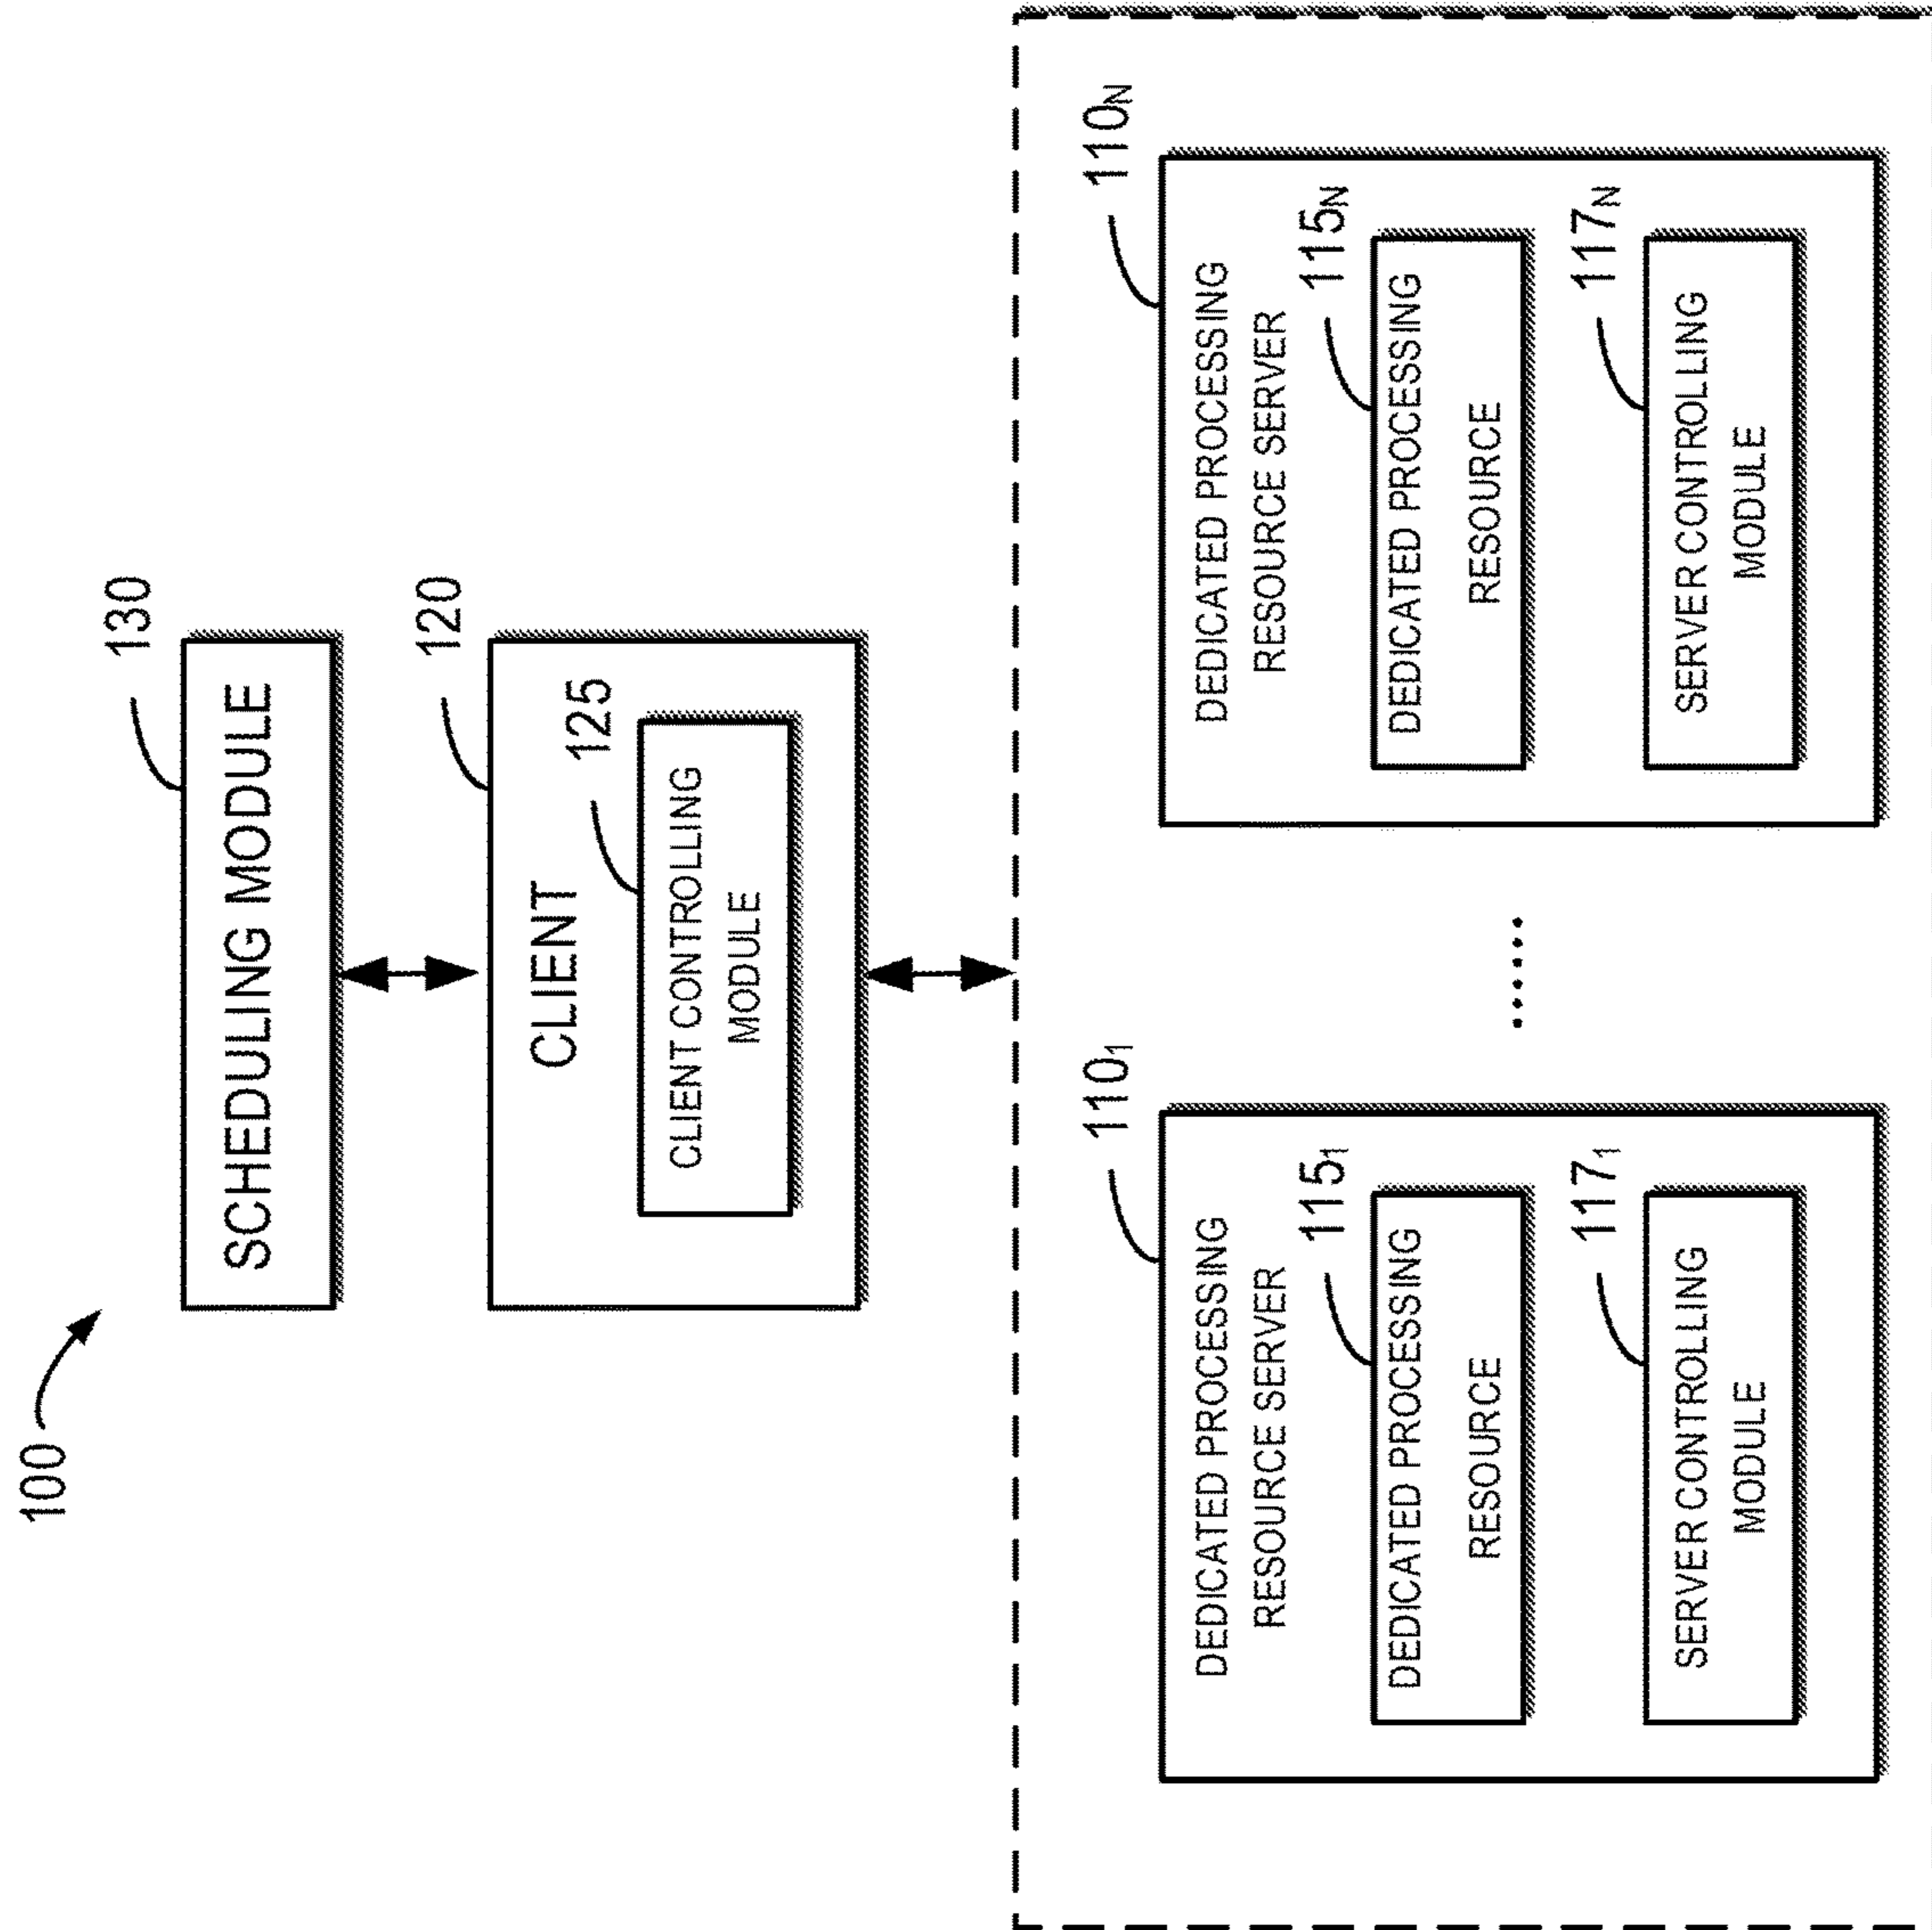 100
130
SCHEDULING MODULE
120
CLIENT
125
CLIENT CONTROLLING
MODULE
110₁
DEDICATED PROCESSING
RESOURCE SERVER
115₁
DEDICATED PROCESSING
RESOURCE
117₁
SERVER CONTROLLING
MODULE
......
110N
DEDICATED PROCESSING
RESOURCE SERVER
115N
DEDICATED PROCESSING
RESOURCE
117N
SERVER CONTROLLING
MODULE